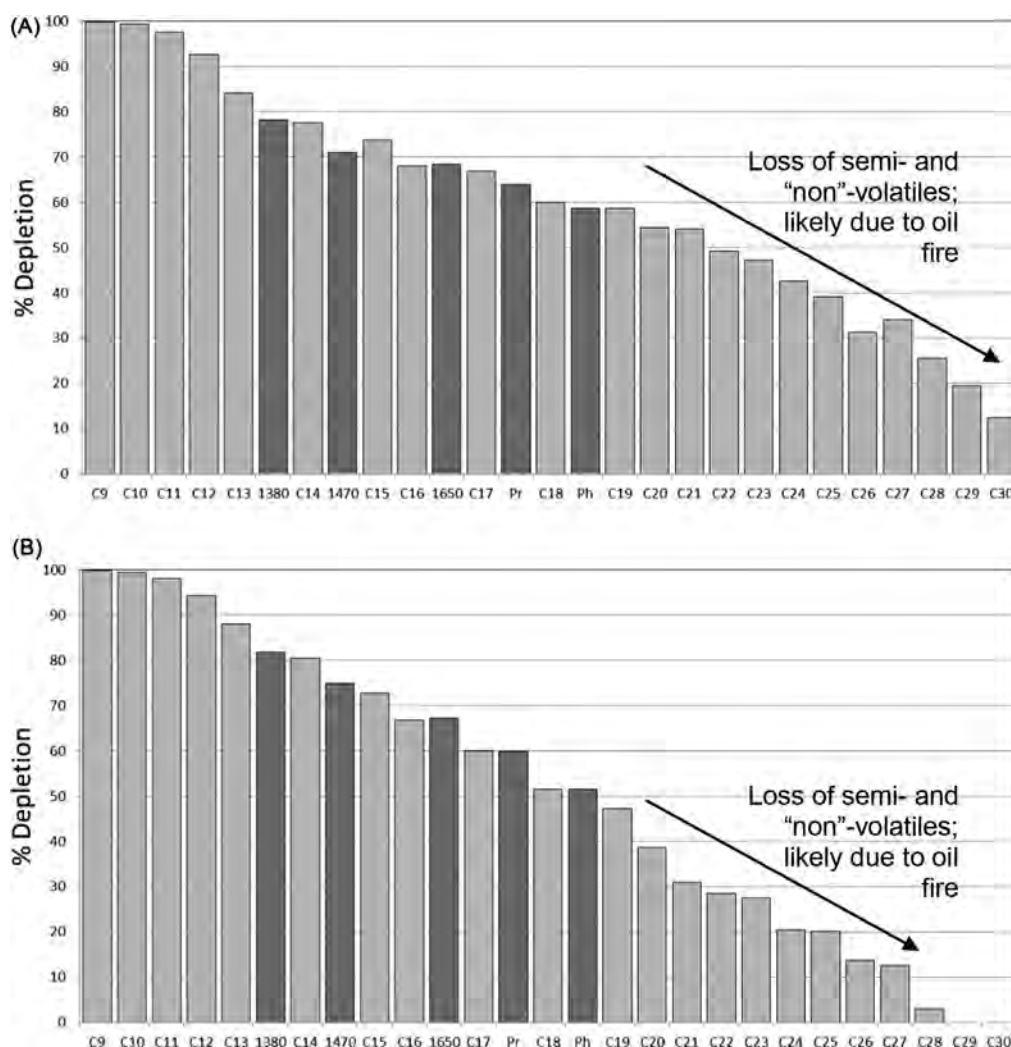 (A)
% Depletion
100
90
80
70
60
50
40
30
20
10
0
Loss of semi- and
“non”-volatiles;
likely due to oil
fire
C9 C10 C11 C12 C13 1380 C14 1470 C15 C16 1650 C17 Pr C18 Ph C19 C20 C21 C22 C23 C24 C25 C26 C27 C28 C29 C30
(B)
% Depletion
100
90
80
70
60
50
40
30
20
10
0
Loss of semi- and
“non”-volatiles;
likely due to oil
fire
C9 C10 C11 C12 C13 1380 C14 1470 C15 C16 1650 C17 Pr C18 Ph C19 C20 C21 C22 C23 C24 C25 C26 C27 C28 C29 C30